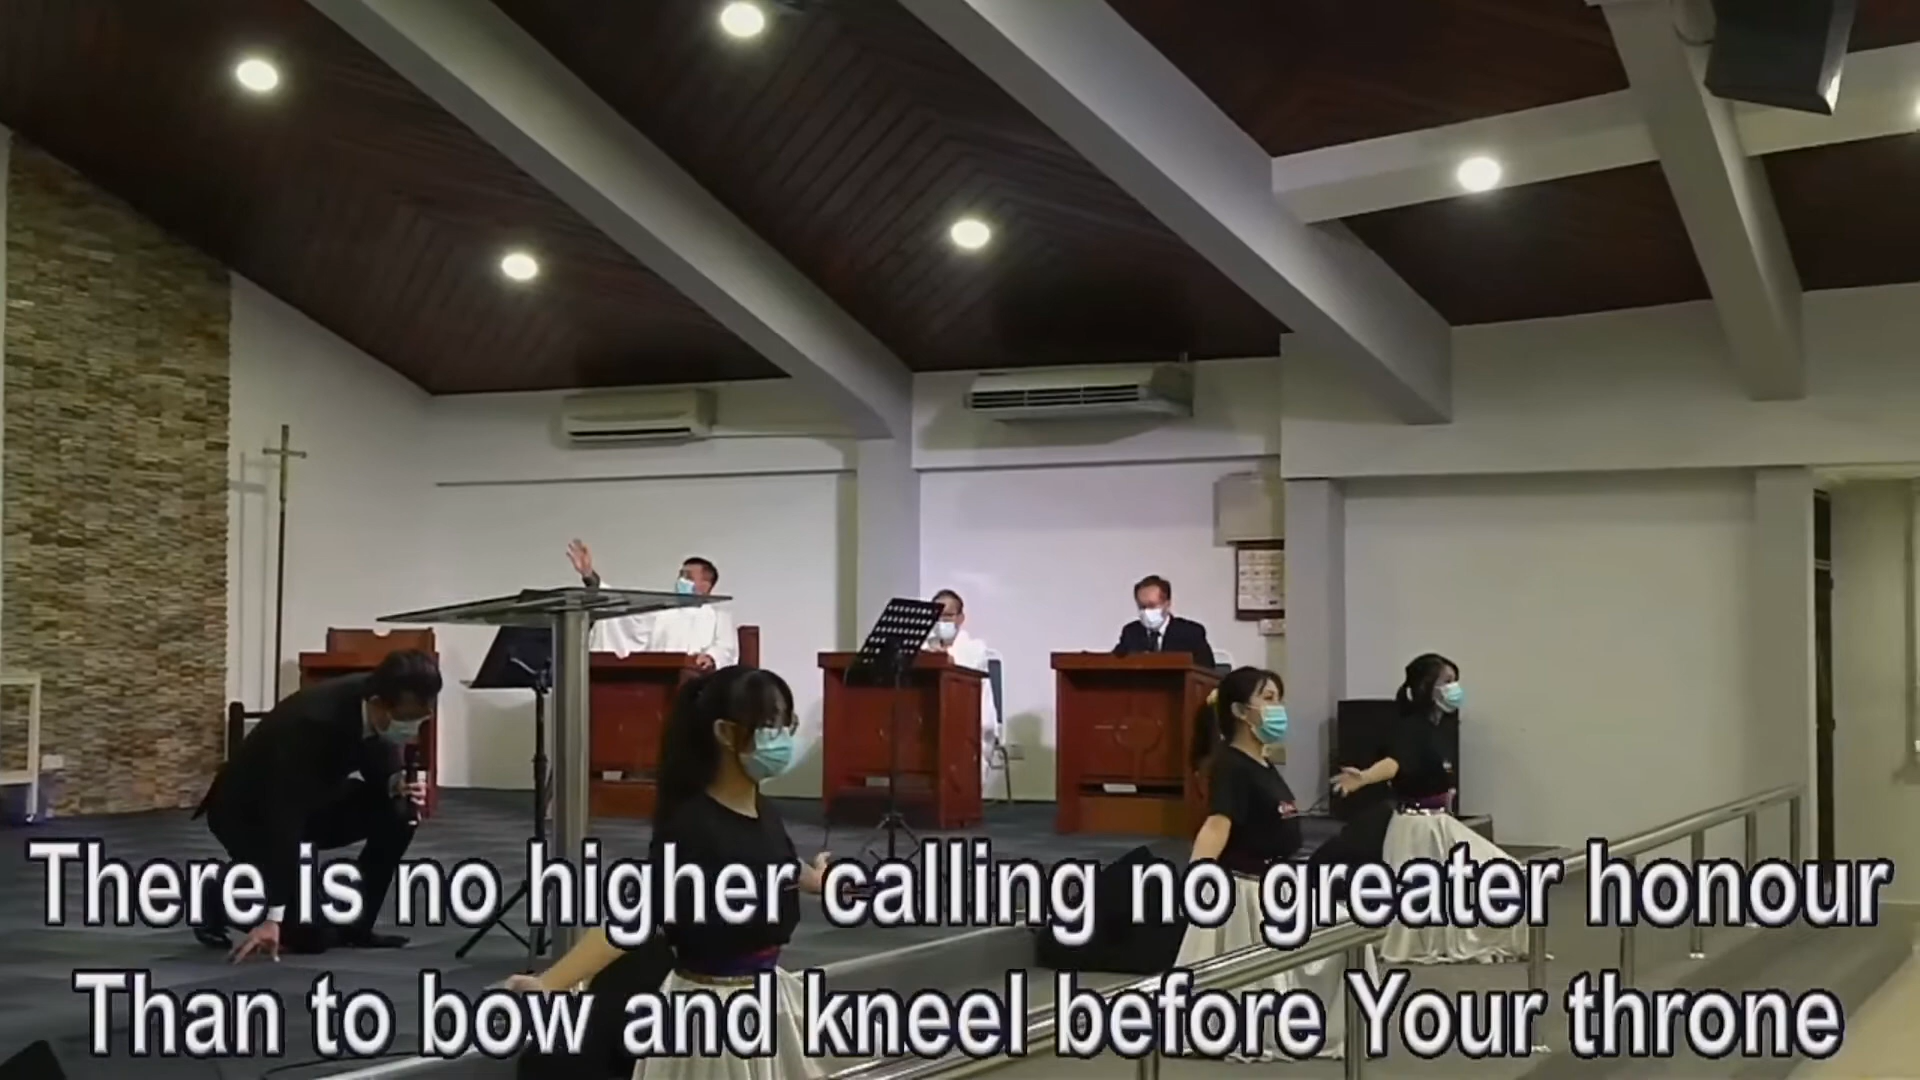 There is no higher calling no greater honour
Than to bow and kneel before Your throne